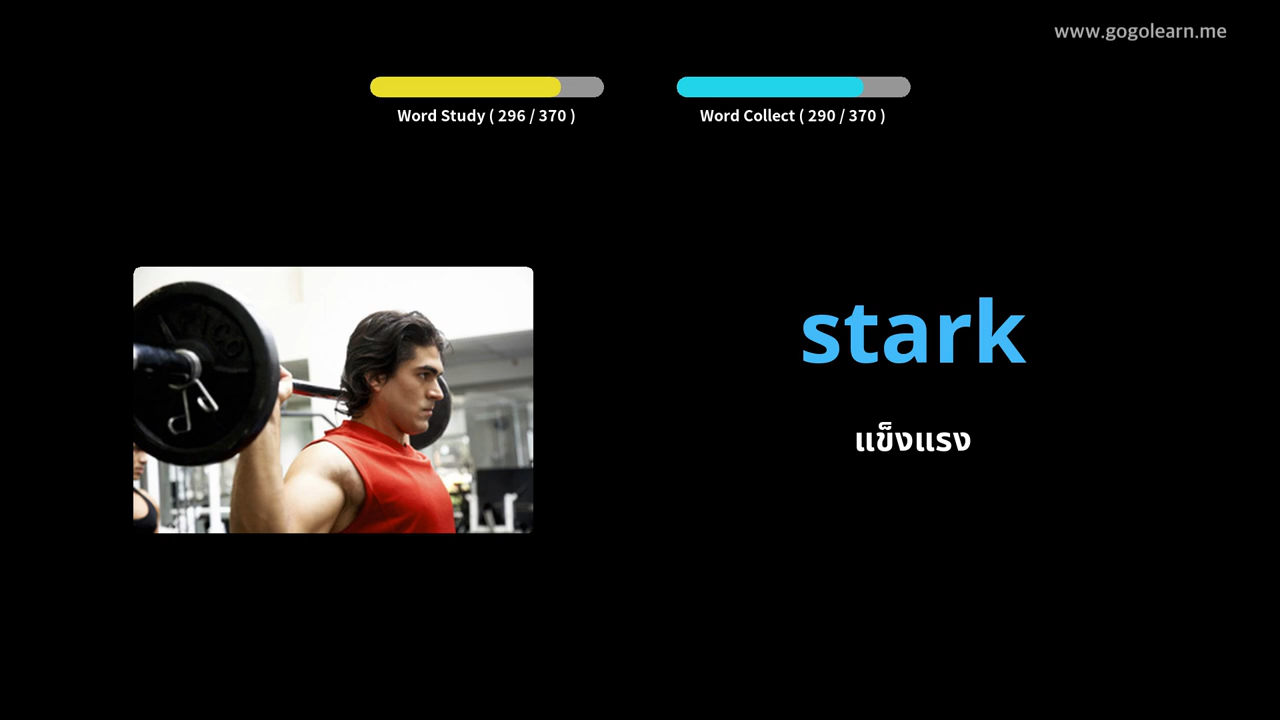 www.gogolearn.me
Word Study ( 296 / 370 )
Word Collect ( 290 / 370 )
stark
แข็งแรง